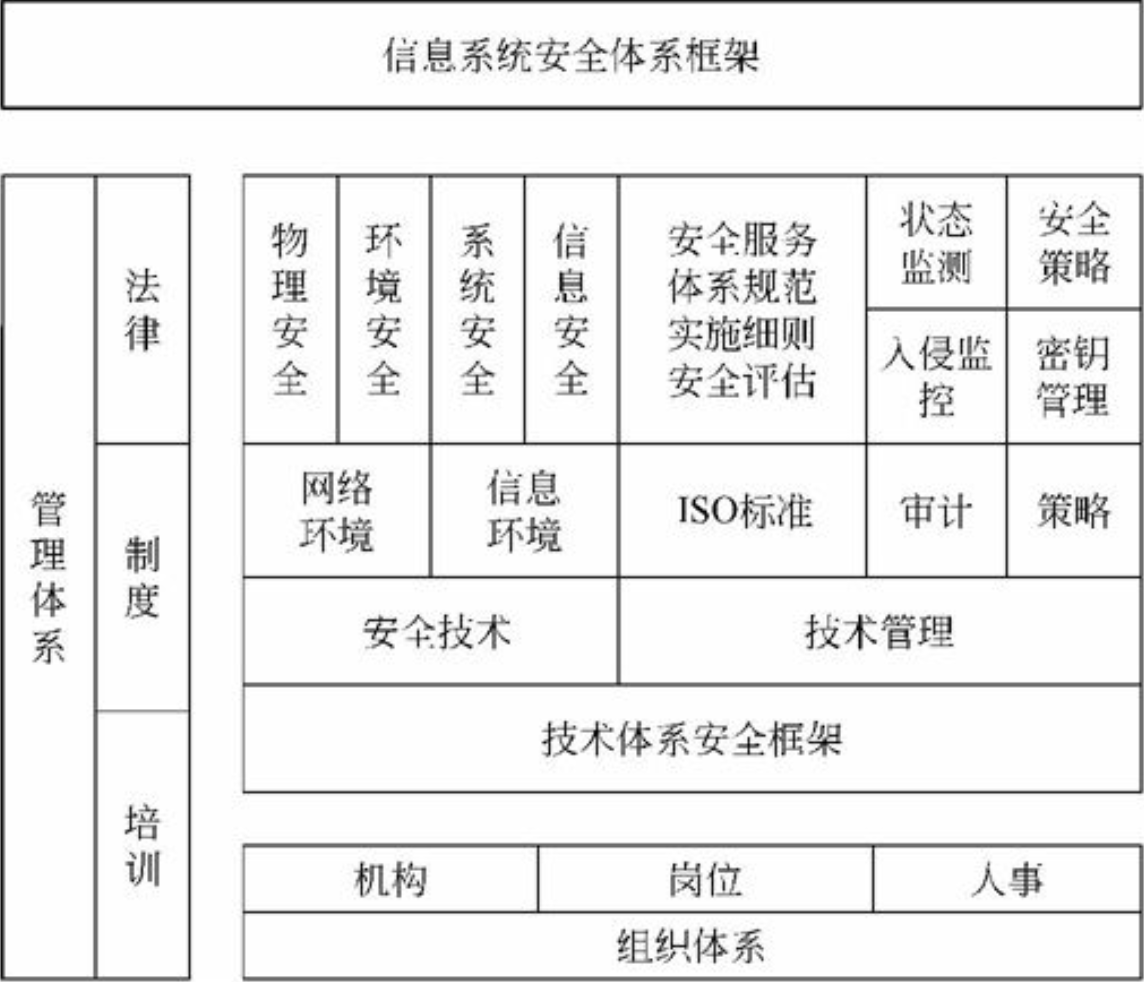 信息系统安全体系框架
管理体系
法律
制度
培训
物理安全
环境安全
系统安全
信息安全
安全服务
体系规范
实施细则
安全评估
状态
监测
安全
策略
入侵监
控
密钥
管理
网络
环境
信息
环境
ISO标准
审计
策略
安全技术
技术管理
技术体系安全框架
机构
岗位
人事
组织体系